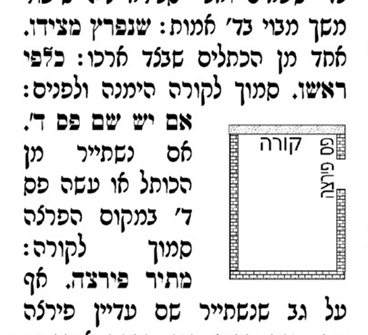 משך מבוי בד׳ אמות: שנפרץ מצידו.
אחד מן הכתלים שבצד ארכו: כלפי
ראשו. סמוך לקורה הימנה ולפנים:
אם יש שם פס ד׳.
אם נשתייר מן
הכותל או עשה פס
ד׳ במקום הפרצה
סמוך לקורה:
מתיר פירצה. אף
על גב שנשתייר שם עדיין פירצה
קורה
פס
פירצה